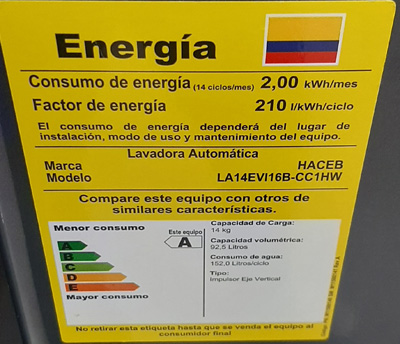 Energía
Consumo de energía (14 ciclos/mes) 2,00 kWh/mes
Factor de energía 210 l/kWh/ciclo
El consumo de energía dependerá del lugar de
instalación, modo de uso y mantenimiento del equipo.
Lavadora Automática
Marca HACEB
Modelo LA14EVI16B-CC1HW
Compare este equipo con otros de
similares características.
Menor consumo
Este equipo
A
A
B
C
D
E
Mayor consumo
Capacidad de Carga:
14 kg
Capacidad volumétrica:
92,5 Litros
Consumo de agua:
152,0 Litros/ciclo
Tipo:
Impulsor Eje Vertical
No retire esta etiqueta hasta que se venda el equipo al
consumidor final